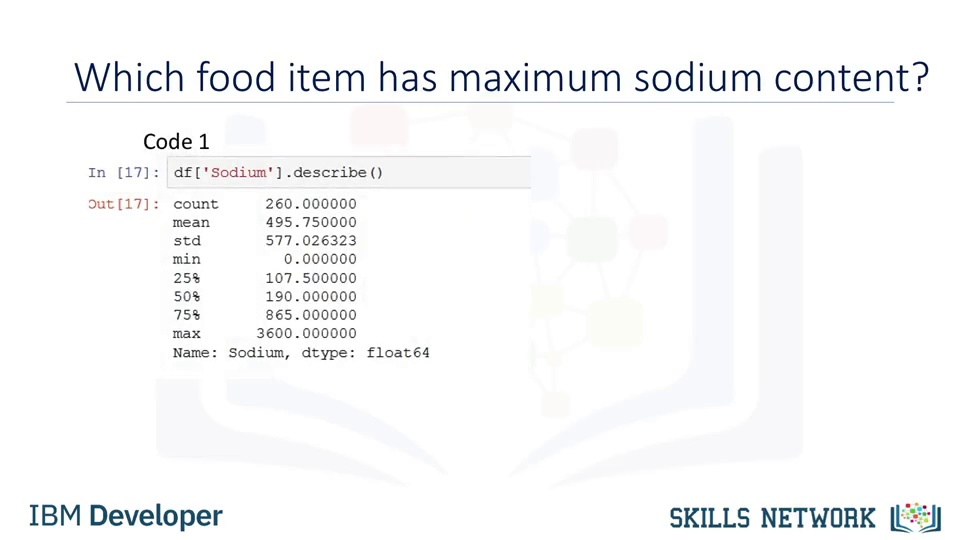 Which food item has maximum sodium content?
Code 1
In [17]: df['Sodium'].describe()
Out[17]: count 260.000000
mean 495.750000
std 577.026323
min 0.000000
25% 107.500000
50% 190.000000
75% 865.000000
max 3600.000000
Name: Sodium, dtype: float64
IBM Developer
SKILLS NETWORK